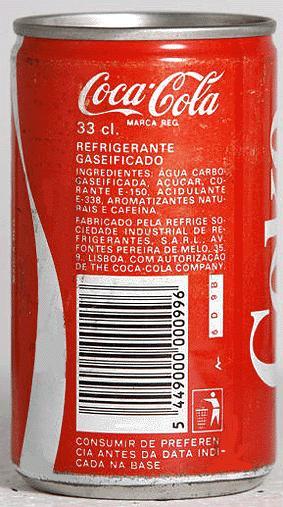 Coca-Cola
MARCA REG.
33 cl.
REFRIGERANTE
GASEIFICADO
INGREDIENTES: ÁGUA CARBO
GASEIFICADA, AÇÚCAR, CO-
RANTE E-150, ACIDULANTE
E-338, AROMATIZANTES NATU-
RAIS E CAFEÍNA.
FABRICADO PELA REFRIGE SO-
CIEDADE INDUSTRIAL DE RE-
FRIGERANTES, S.A.R.L., AV.
FONTES PEREIRA DE MELO, 35,
9., LISBOA, COM AUTORIZAÇÃO
DE THE COCA-COLA COMPANY.
5 449000 000996
6 D 9B
CONSUMIR DE PREFEREN
CIA ANTES DA DATA INDI-
CADA NA BASE.